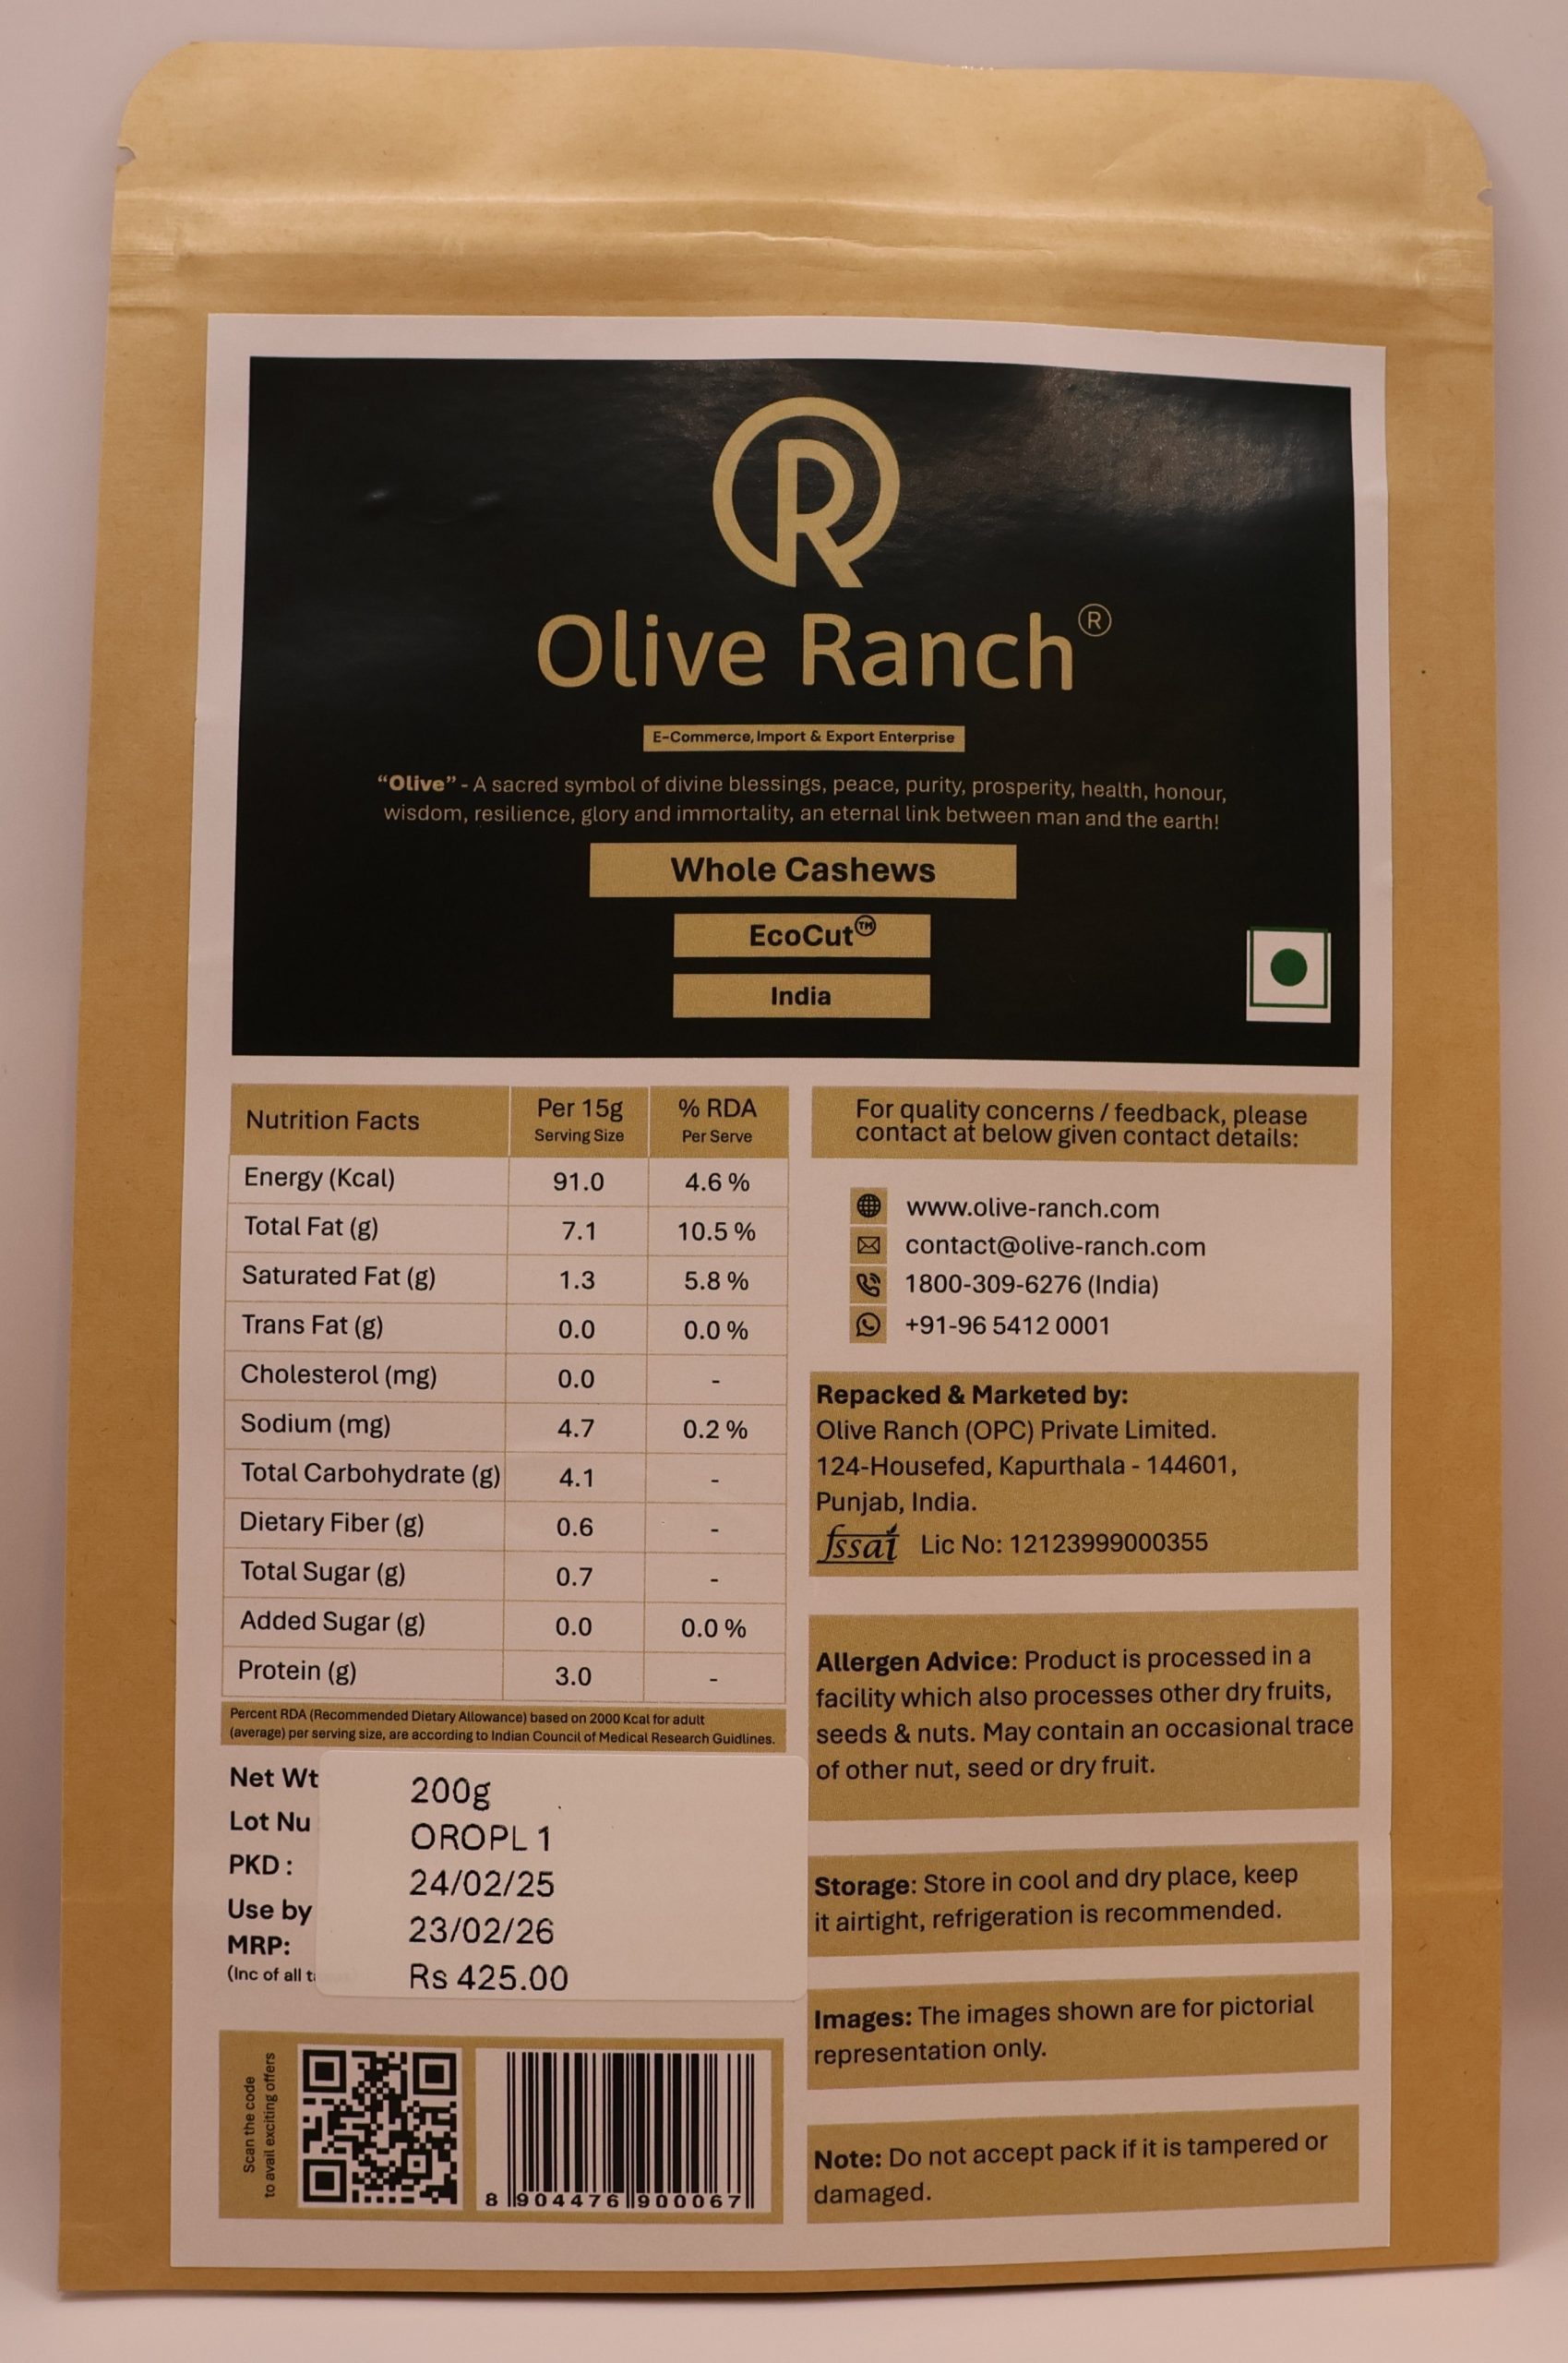 R
Olive Ranch®
E-Commerce, Import & Export Enterprise
“Olive” - A sacred symbol of divine blessings, peace, purity, prosperity, health, honour,
wisdom, resilience, glory and immortality, an eternal link between man and the earth!
Whole Cashews
EcoCut™
India
Nutrition Facts Per 15g Serving Size % RDA Per Serve
Energy (Kcal) 91.0 4.6 %
Total Fat (g) 7.1 10.5 %
Saturated Fat (g) 1.3 5.8 %
Trans Fat (g) 0.0 0.0 %
Cholesterol (mg) 0.0 -
Sodium (mg) 4.7 0.2 %
Total Carbohydrate (g) 4.1 -
Dietary Fiber (g) 0.6 -
Total Sugar (g) 0.7 -
Added Sugar (g) 0.0 0.0 %
Protein (g) 3.0 -
Percent RDA (Recommended Dietary Allowance) based on 2000 Kcal for adult
(average) per serving size, are according to Indian Council of Medical Research Guidlines.
Net Wt 200g
Lot Nu OROPL 1
PKD : 24/02/25
Use by 23/02/26
MRP: Rs 425.00
(Inc of all t
Scan the code
to avail exciting offers
8 904476 900067
For quality concerns / feedback, please
contact at below given contact details:
www.olive-ranch.com
contact@olive-ranch.com
1800-309-6276 (India)
+91-96 5412 0001
Repacked & Marketed by:
Olive Ranch (OPC) Private Limited.
124-Housefed, Kapurthala - 144601,
Punjab, India.
fssai Lic No: 12123999000355
Allergen Advice: Product is processed in a
facility which also processes other dry fruits,
seeds & nuts. May contain an occasional trace
of other nut, seed or dry fruit.
Storage: Store in cool and dry place, keep
it airtight, refrigeration is recommended.
Images: The images shown are for pictorial
representation only.
Note: Do not accept pack if it is tampered or
damaged.